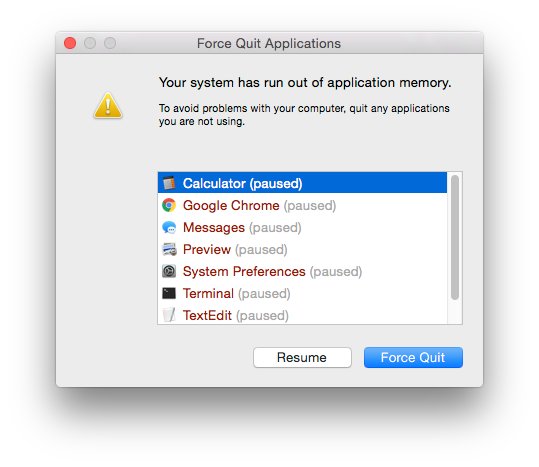 Force Quit Applications
Your system has run out of application memory.
To avoid problems with your computer, quit any applications
you are not using.
Calculator (paused)
Google Chrome (paused)
Messages (paused)
Preview (paused)
System Preferences (paused)
Terminal (paused)
TextEdit (paused)
Resume
Force Quit